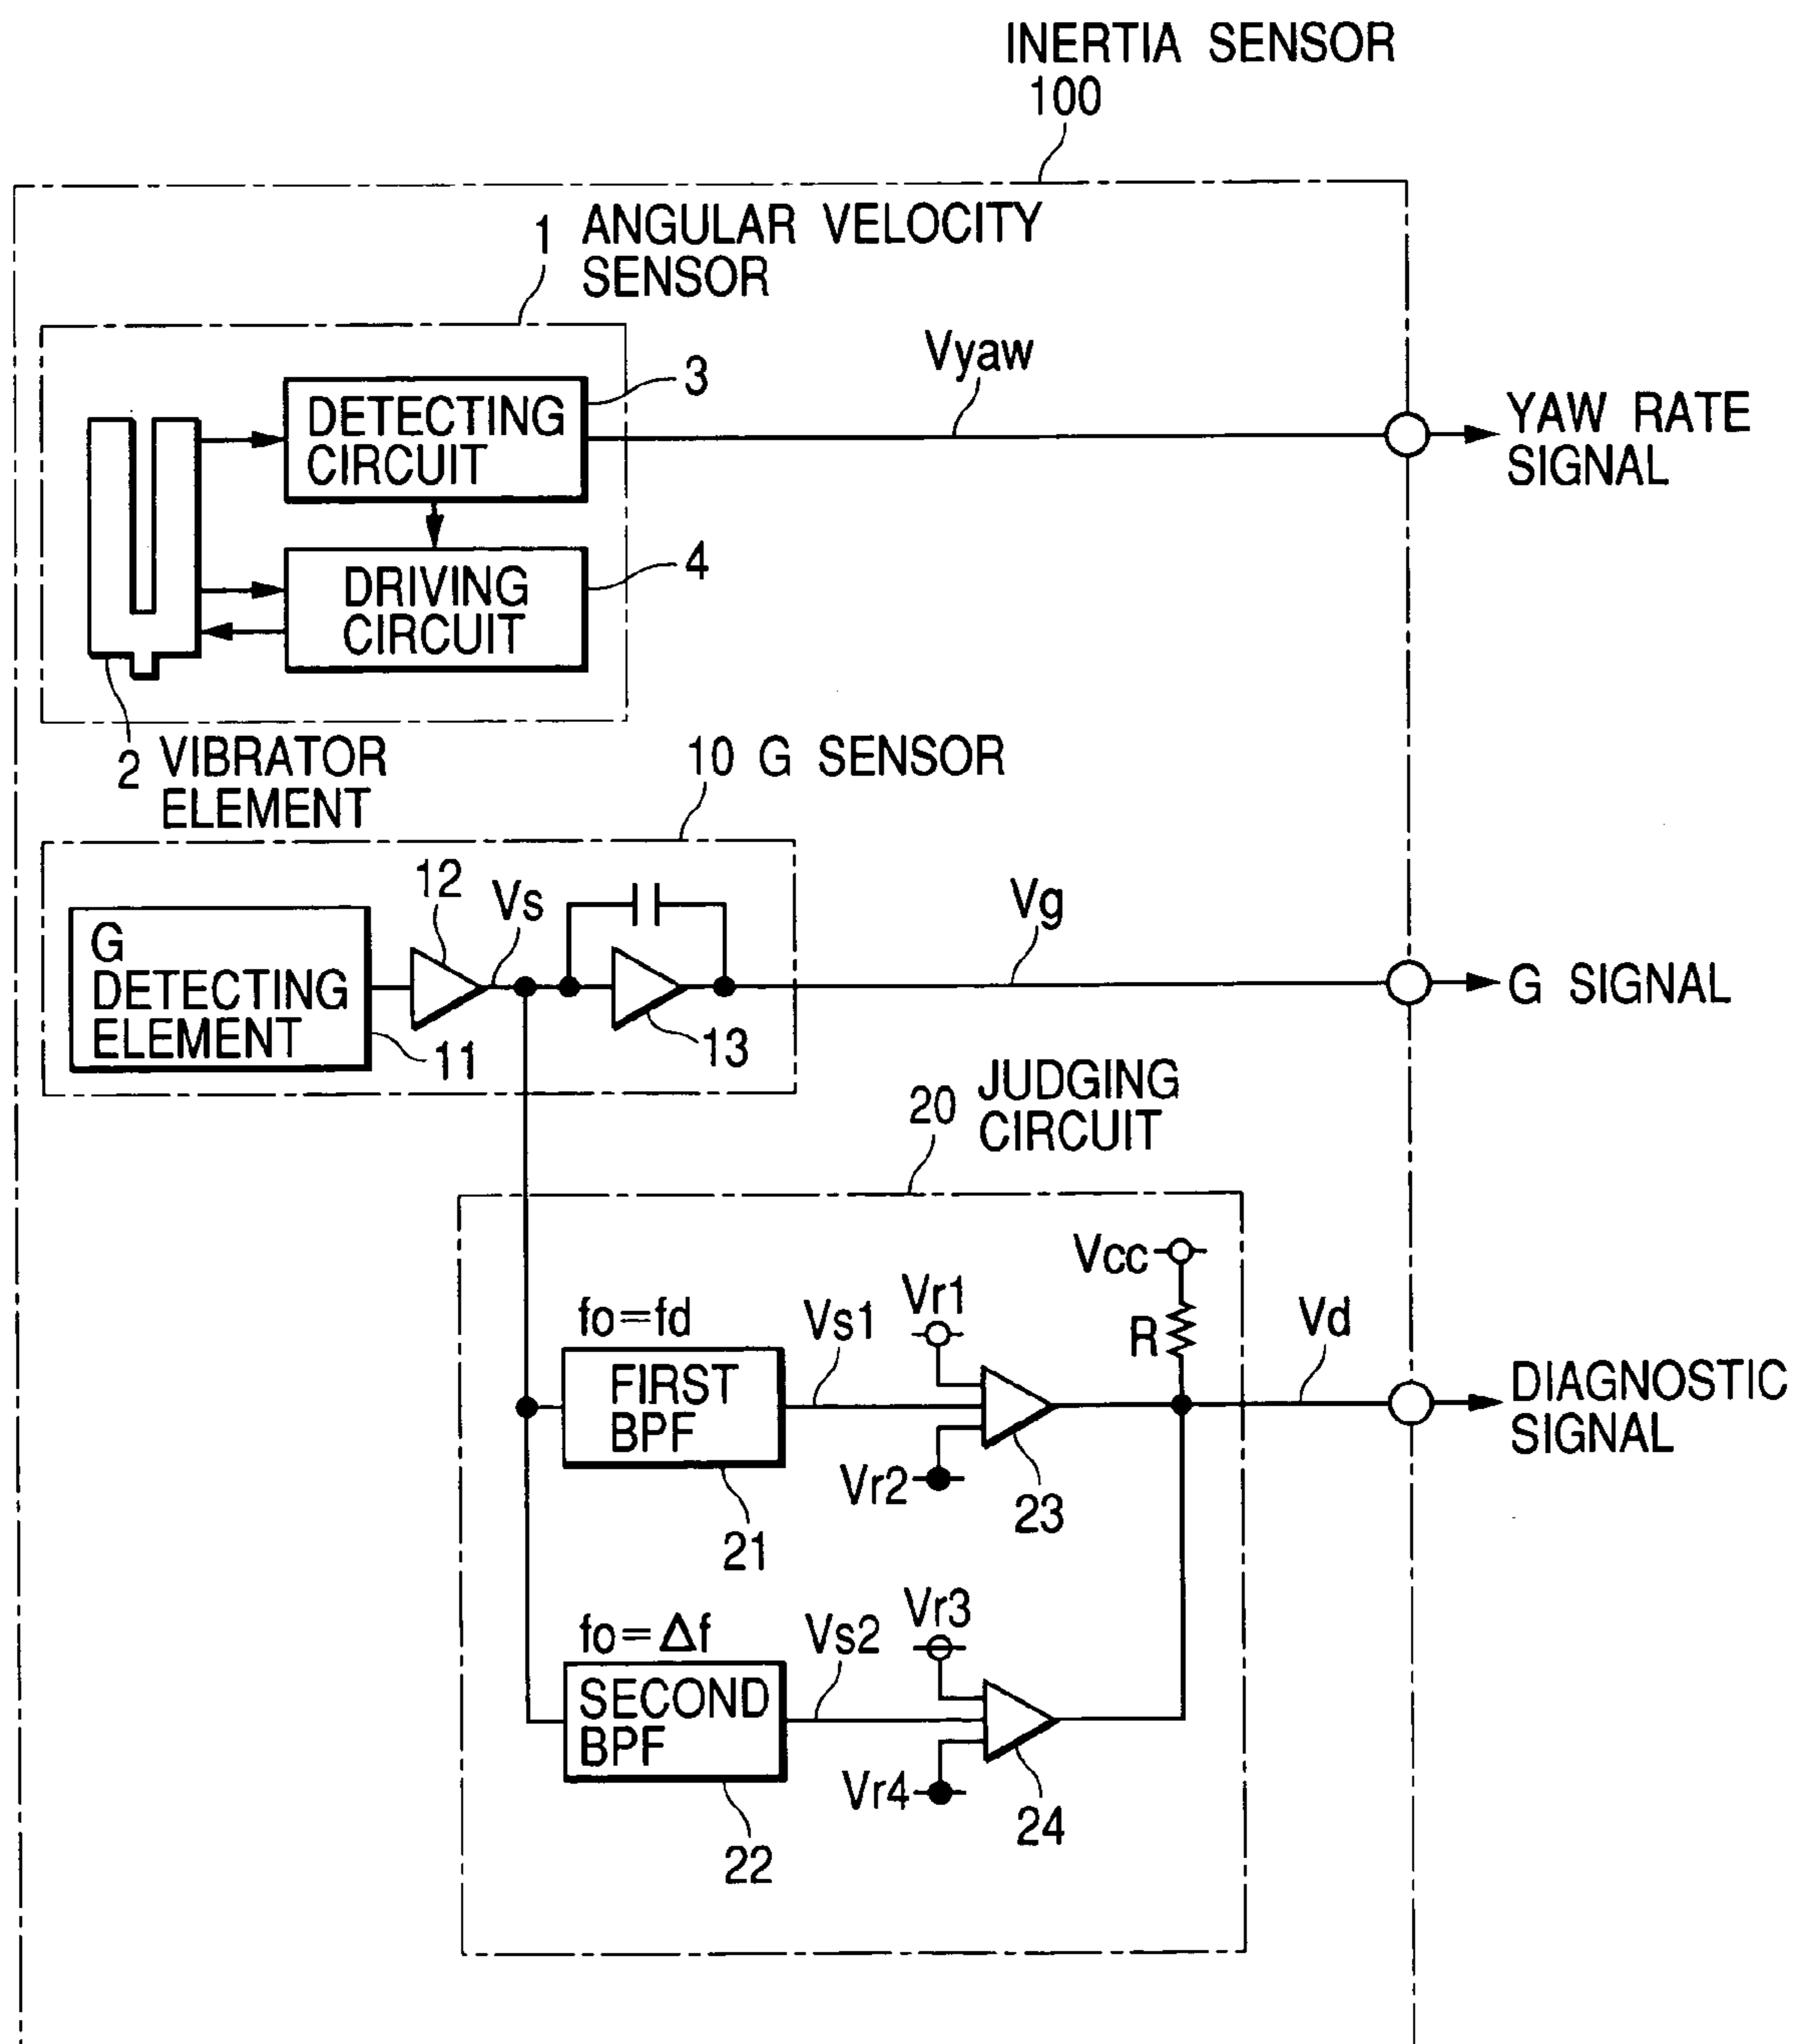 INERTIA SENSOR
100
1 ANGULAR VELOCITY
SENSOR
Vyaw
3
DETECTING
CIRCUIT
YAW RATE
SIGNAL
4
DRIVING
CIRCUIT
2 VIBRATOR
ELEMENT
10 G SENSOR
12
Vs
Vg
G
DETECTING
ELEMENT
11
13
G SIGNAL
20 JUDGING
CIRCUIT
Vcc
R
Vd
fo=fd
Vs1
Vr1
FIRST
BPF
DIAGNOSTIC
SIGNAL
Vr2
23
21
fo=Δf
Vs2
Vr3
SECOND
BPF
Vr4
24
22